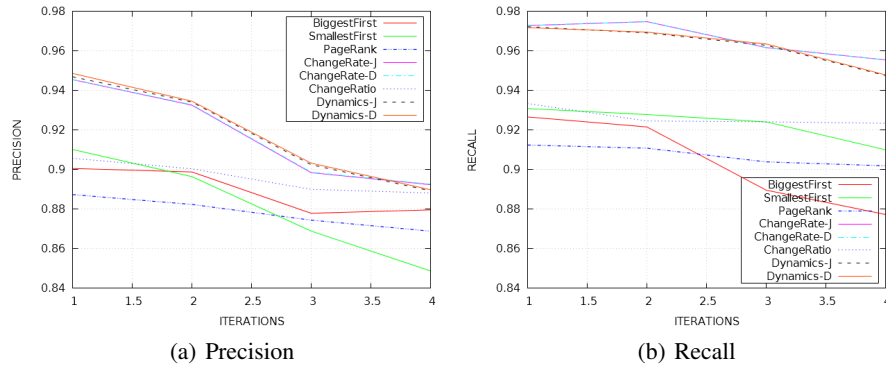 0.98
0.96
0.94
0.92
0.9
0.88
0.86
0.84
PRECISION
1
1.5
2
2.5
3
3.5
4
ITERATIONS
BiggestFirst
SmallestFirst
PageRank
ChangeRate-J
ChangeRate-D
ChangeRatio
Dynamics-J
Dynamics-D
(a) Precision
0.98
0.96
0.94
0.92
0.9
0.88
0.86
0.84
RECALL
1
1.5
2
2.5
3
3.5
4
ITERATIONS
BiggestFirst
SmallestFirst
PageRank
ChangeRate-J
ChangeRate-D
ChangeRatio
Dynamics-J
Dynamics-D
(b) Recall